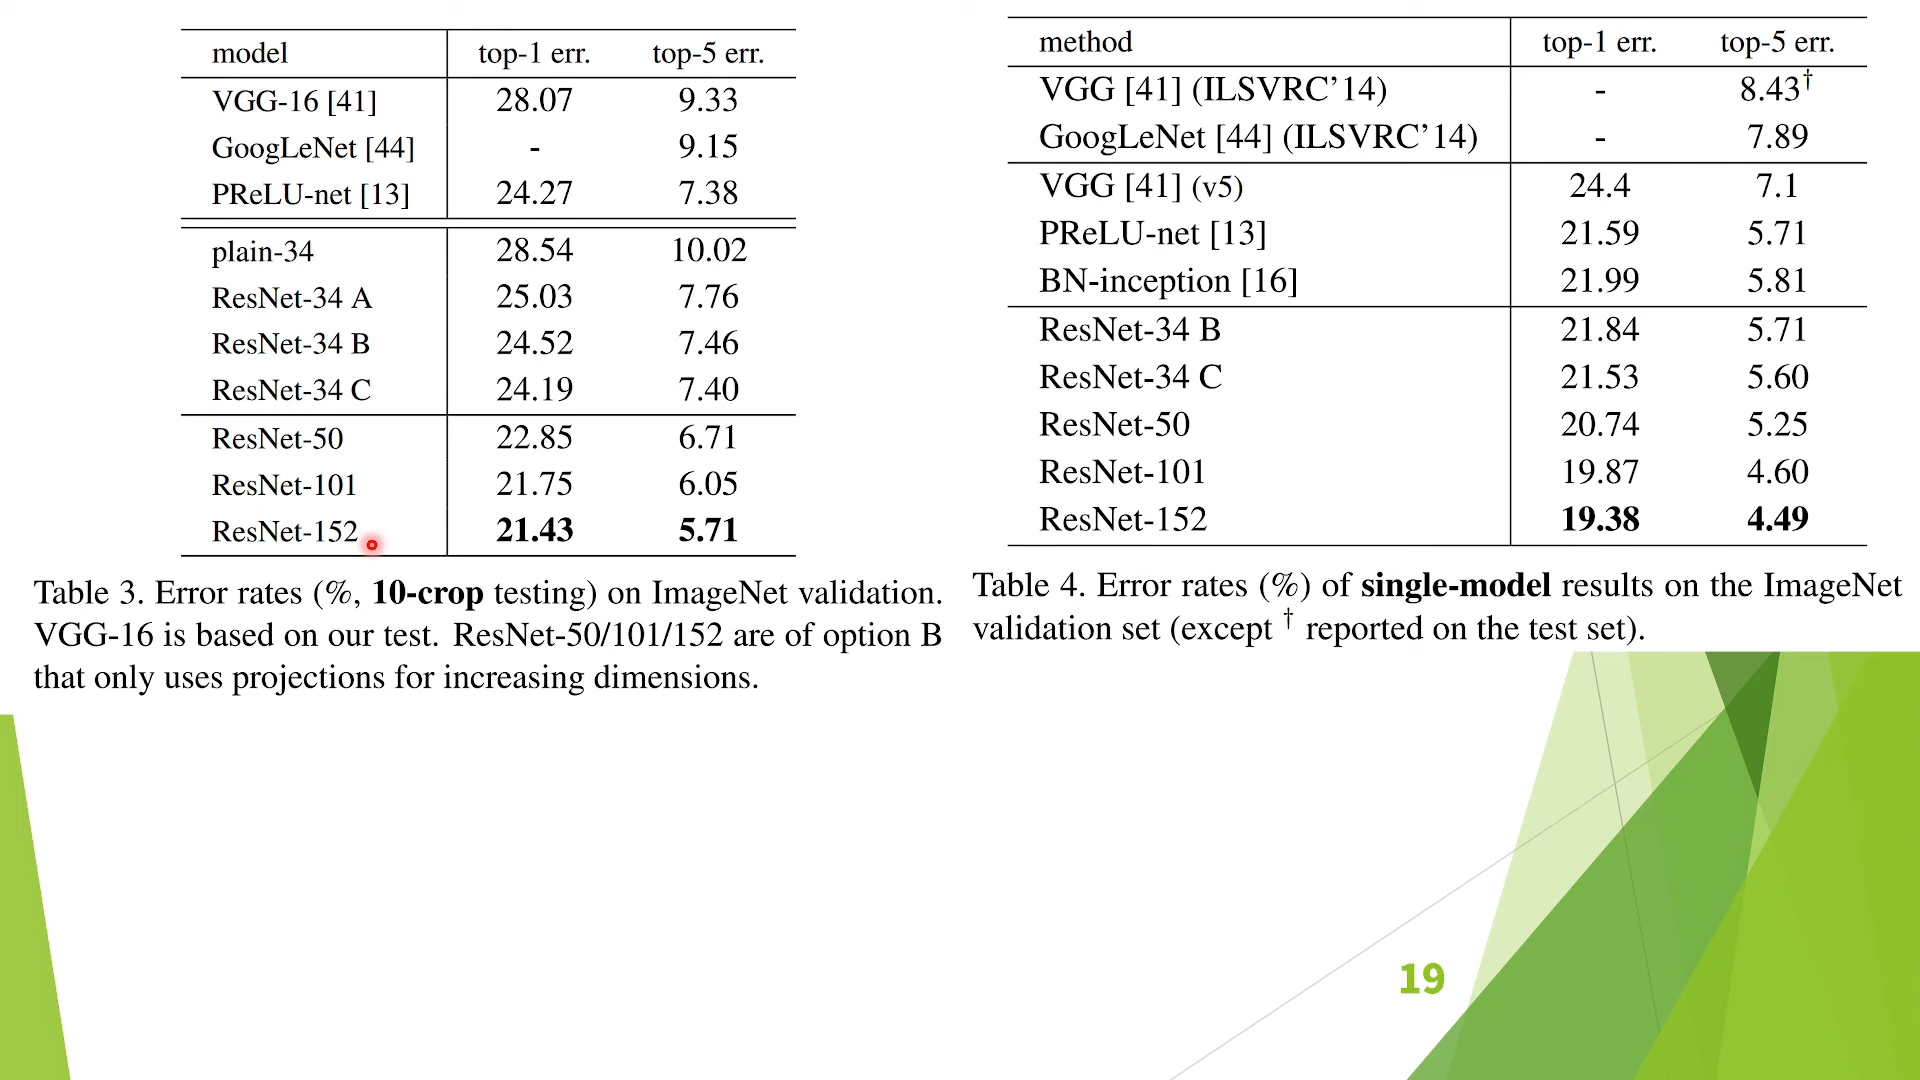 model top-1 err. top-5 err.
VGG-16 [41] 28.07 9.33
GoogLeNet [44] - 9.15
PReLU-net [13] 24.27 7.38
plain-34 28.54 10.02
ResNet-34 A 25.03 7.76
ResNet-34 B 24.52 7.46
ResNet-34 C 24.19 7.40
ResNet-50 22.85 6.71
ResNet-101 21.75 6.05
ResNet-152 21.43 5.71
Table 3. Error rates (%, 10-crop testing) on ImageNet validation.
VGG-16 is based on our test. ResNet-50/101/152 are of option B
that only uses projections for increasing dimensions.
method top-1 err. top-5 err.
VGG [41] (ILSVRC’14) - 8.43†
GoogLeNet [44] (ILSVRC’14) - 7.89
VGG [41] (v5) 24.4 7.1
PReLU-net [13] 21.59 5.71
BN-inception [16] 21.99 5.81
ResNet-34 B 21.84 5.71
ResNet-34 C 21.53 5.60
ResNet-50 20.74 5.25
ResNet-101 19.87 4.60
ResNet-152 19.38 4.49
Table 4. Error rates (%) of single-model results on the ImageNet
validation set (except † reported on the test set).
19